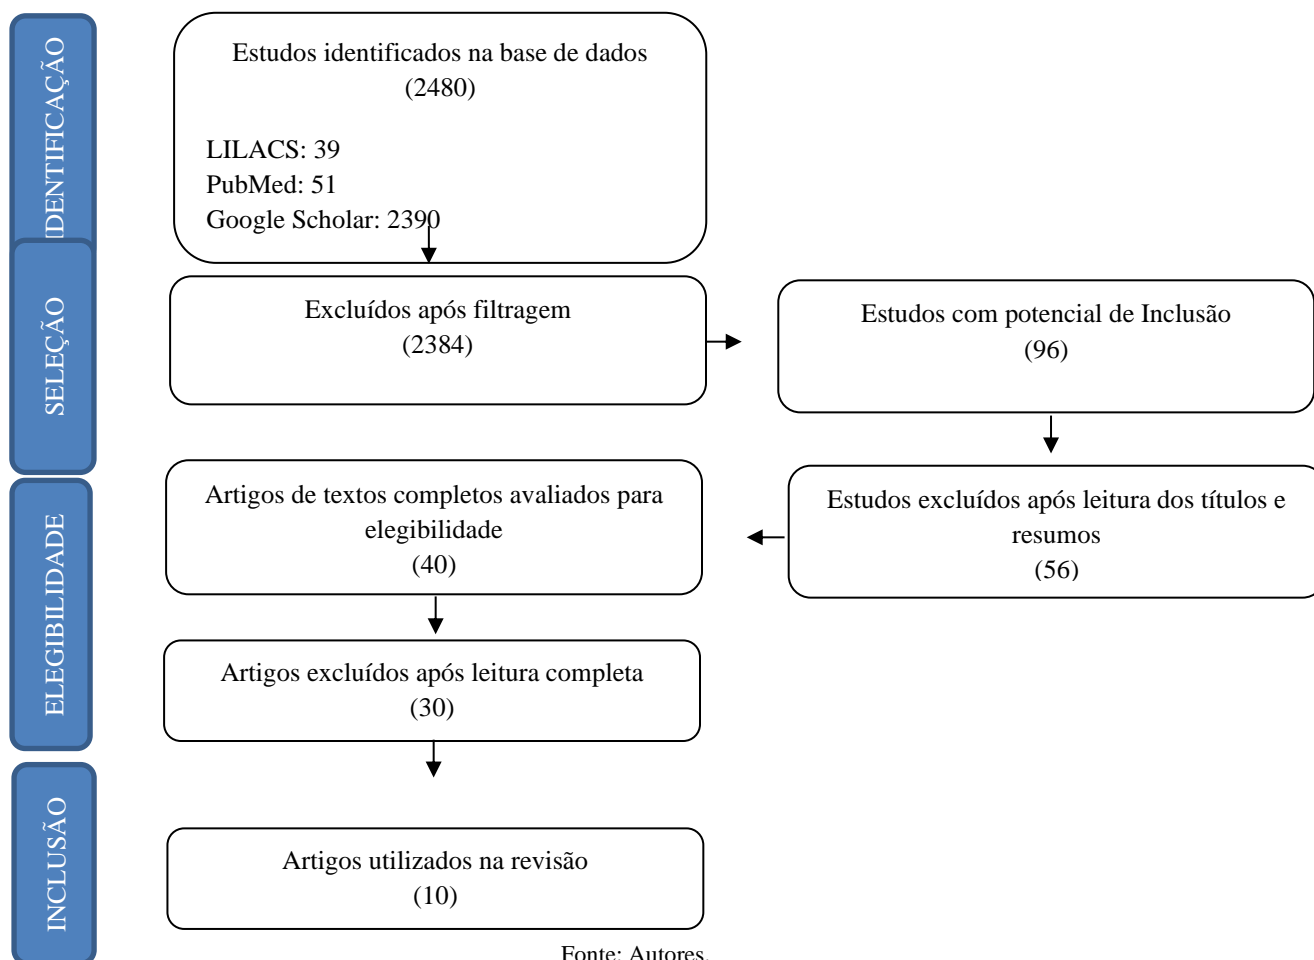 IDENTIFICAÇÃO
Estudos identificados na base de dados
(2480)
LILACS: 39
PubMed: 51
Google Scholar: 2390
SELEÇÃO
Excluídos após filtragem
(2384)
Estudos com potencial de Inclusão
(96)
ELEGIBILIDADE
Estudos excluídos após leitura dos títulos e
resumos
(56)
Artigos de textos completos avaliados para
elegibilidade
(40)
Artigos excluídos após leitura completa
(30)
INCLUSÃO
Artigos utilizados na revisão
(10)
Fonte: Autores.